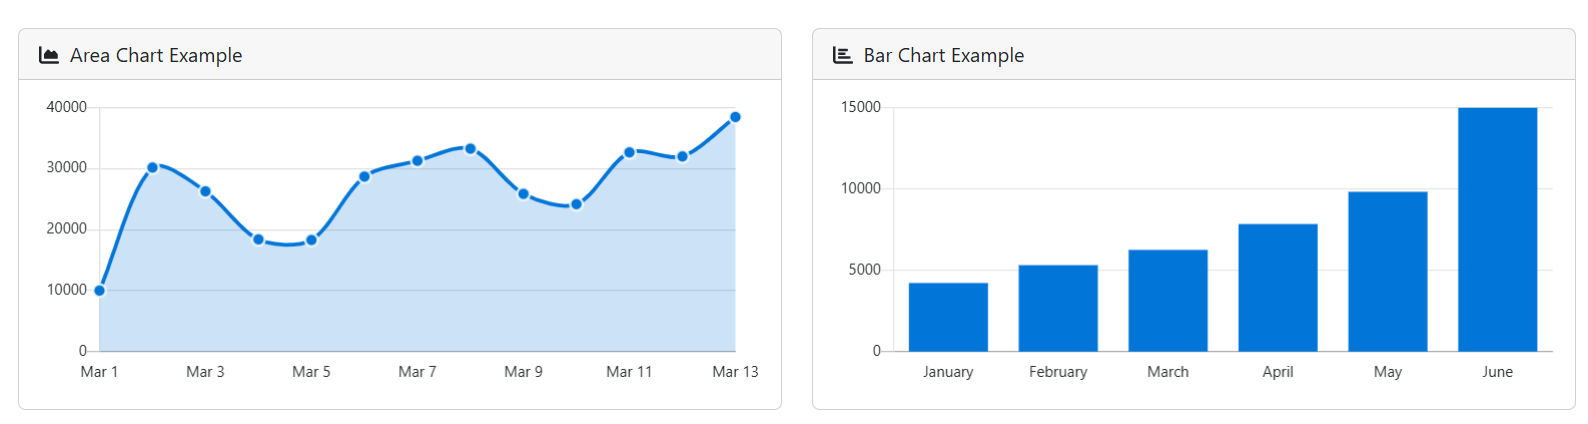 Area Chart Example
40000
30000
20000
10000
0
Mar 1 Mar 3 Mar 5 Mar 7 Mar 9 Mar 11 Mar 13
Bar Chart Example
15000
10000
5000
0
January February March April May June